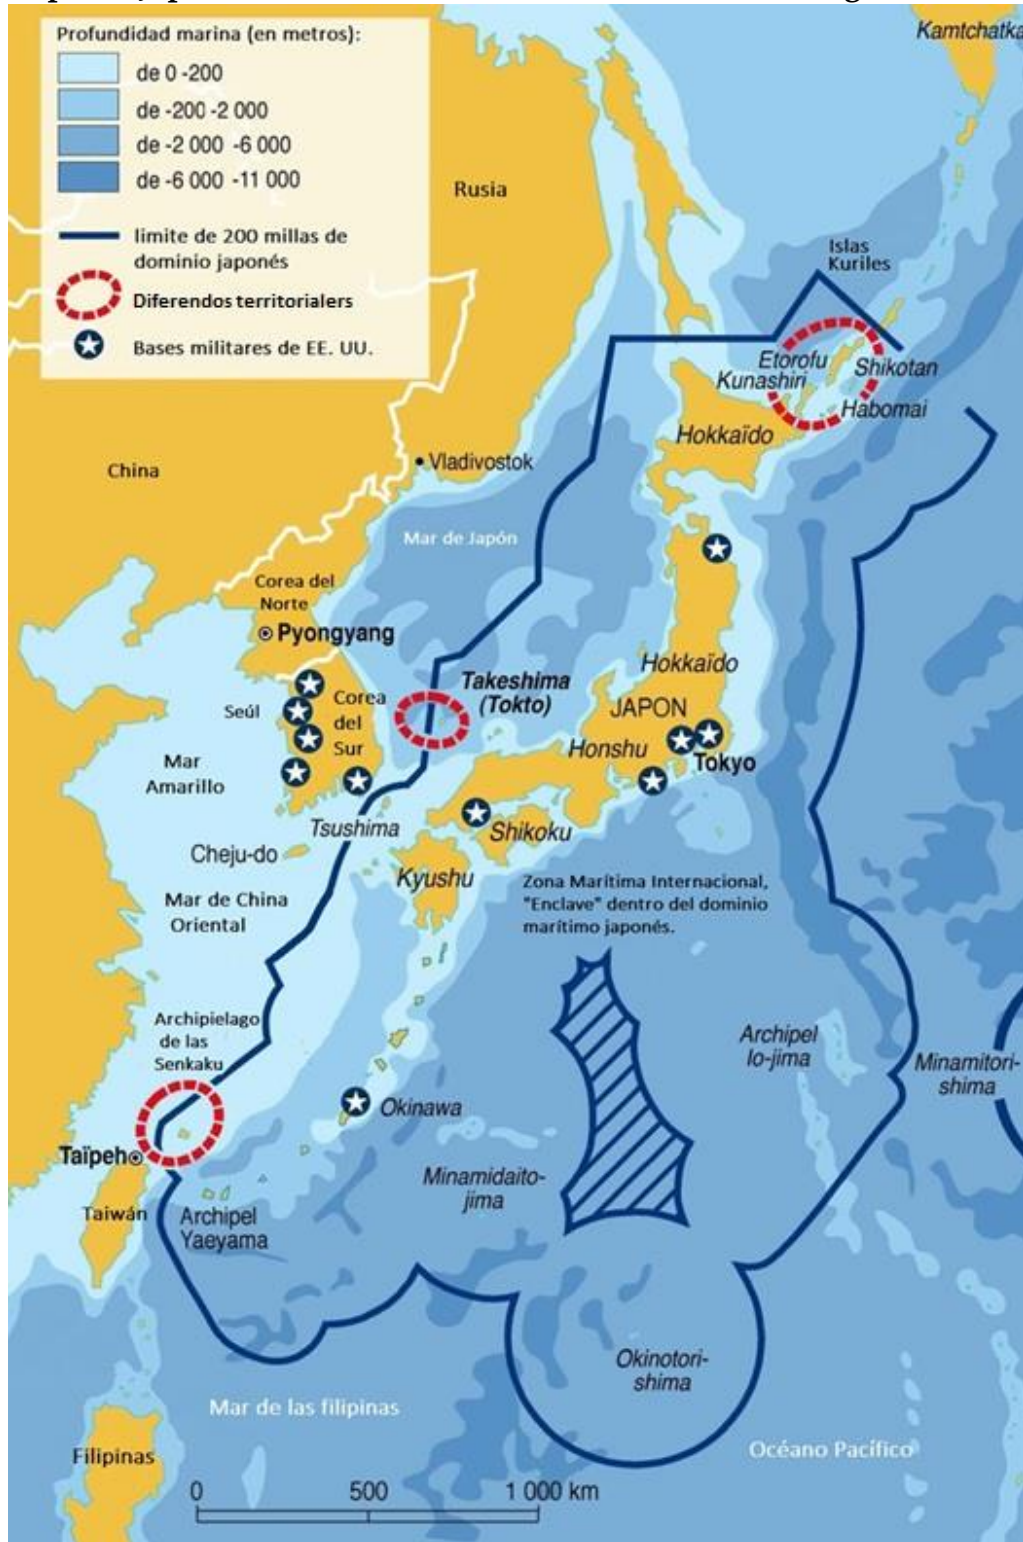 Kamtchatka
Profundidad marina (en metros):
de 0 -200
de -200 -2 000
de -2 000 -6 000
de -6 000 -11 000
limite de 200 millas de
dominio japonés
Diferendos territorialers
Bases militares de EE. UU.
Rusia
Islas
Kuriles
Etorofu
Kunashiri
Shikotan
Habomai
Hokkaïdo
China
Vladivostok
Mar de Japón
Corea del
Norte
Pyongyang
Hokkaïdo
Takeshima
(Tokto)
Seúl
Corea
del
Sur
JAPON
Honshu
Tokyo
Mar
Amarillo
Tsushima
Shikoku
Cheju-do
Kyushu
Zona Marítima Internacional,
"Enclave" dentro del dominio
marítimo japonés.
Mar de China
Oriental
Archipielago
de las
Senkaku
Archipel
Io-jima
Minamitori-
shima
Okinawa
Taïpeh
Minamidaito-
jima
Taiwán
Archipel
Yaeyama
Okinotori-
shima
Mar de las filipinas
Filipinas
Océano Pacífico
0 500 1 000 km